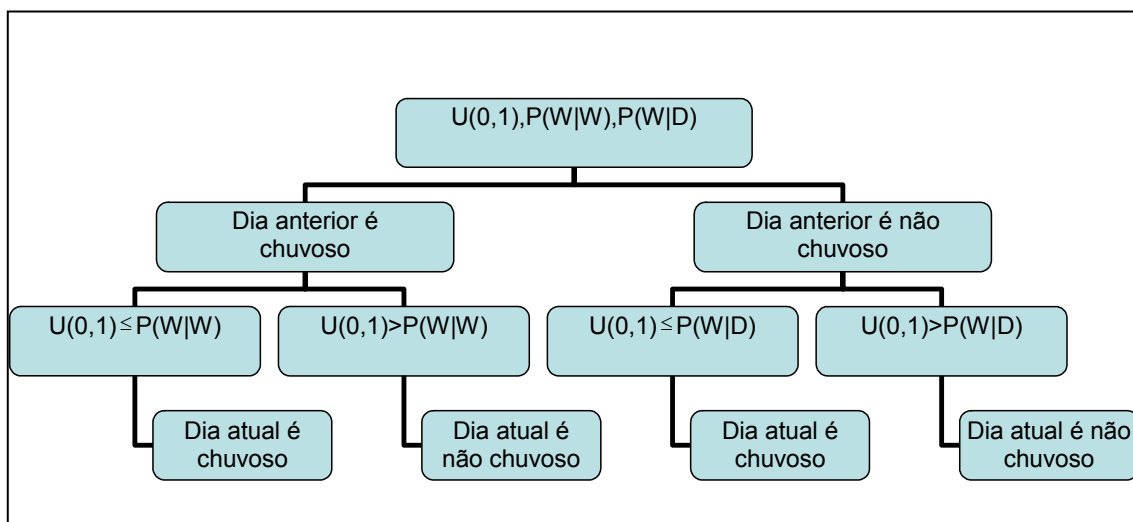 U(0,1),P(W|W),P(W|D)
Dia anterior é
chuvoso
Dia anterior é não
chuvoso
U(0,1)≤P(W|W)
U(0,1)>P(W|W)
U(0,1)≤P(W|D)
U(0,1)>P(W|D)
Dia atual é
chuvoso
Dia atual é
não chuvoso
Dia atual é
chuvoso
Dia atual é não
chuvoso